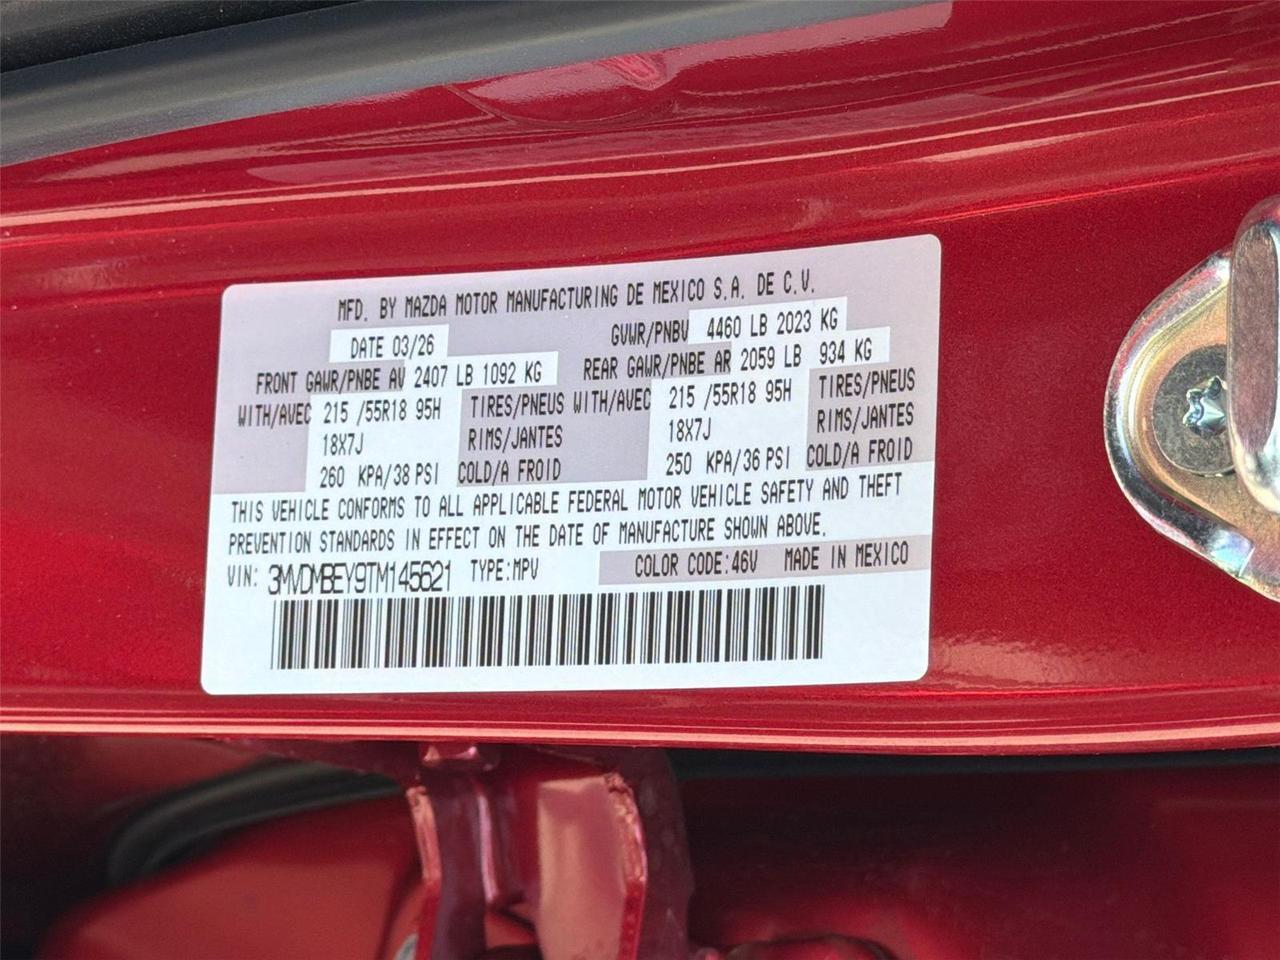 MFD. BY MAZDA MOTOR MANUFACTURING DE MEXICO S.A. DE C.V.
DATE 03/26 GVWR/PNBV 4460 LB 2023 KG
FRONT GAWR/PNBE AV 2407 LB 1092 KG REAR GAWR/PNBE AR 2059 LB 934 KG
WITH/AVEC 215 /55R18 95H TIRES/PNEUS WITH/AVEC 215 /55R18 95H TIRES/PNEUS
18X7J RIMS/JANTES 18X7J RIMS/JANTES
260 KPA/38 PSI COLD/A FROID 250 KPA/36 PSI COLD/A FROID
THIS VEHICLE CONFORMS TO ALL APPLICABLE FEDERAL MOTOR VEHICLE SAFETY AND THEFT
PREVENTION STANDARDS IN EFFECT ON THE DATE OF MANUFACTURE SHOWN ABOVE.
VIN: 3MVDMBEY9TM145521 TYPE:MPV COLOR CODE:46V MADE IN MEXICO